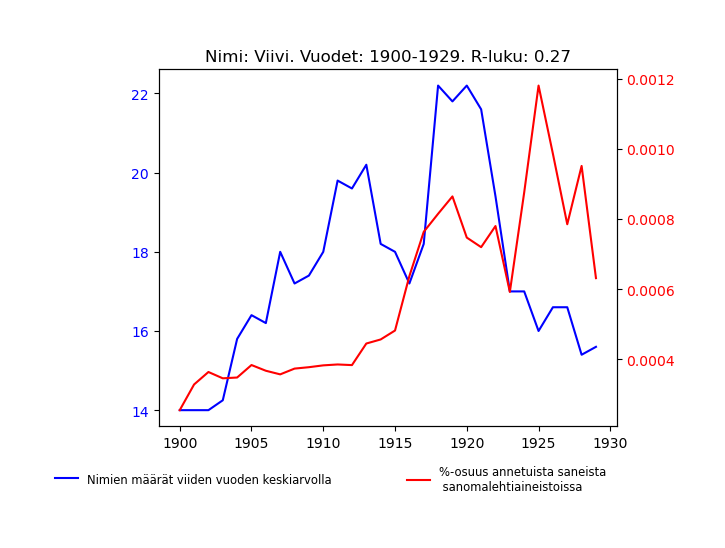 Nimi: Viivi. Vuodet: 1900-1929. R-luku: 0.27
22
20
18
16
14
0.0012
0.0010
0.0008
0.0006
0.0004
1900 1905 1910 1915 1920 1925 1930
Nimien määrät viiden vuoden keskiarvolla
%-osuus annetuista saneista
sanomalehtiaineistoissa